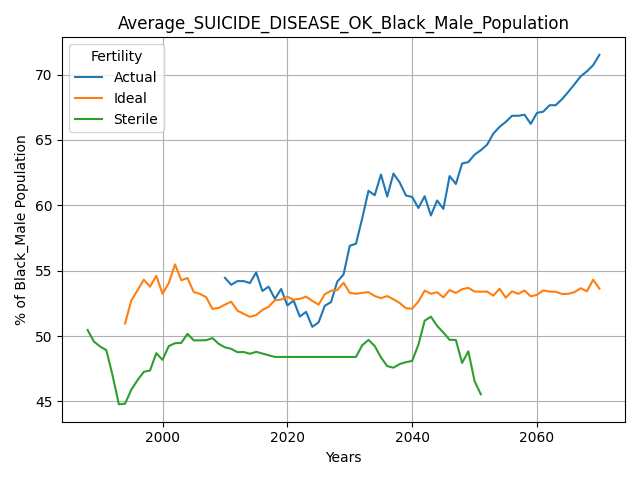 Average_SUICIDE_DISEASE_OK_Black_Male_Population
Fertility
Actual
Ideal
Sterile
% of Black_Male Population
70
65
60
55
50
45
2000
2020
2040
2060
Years